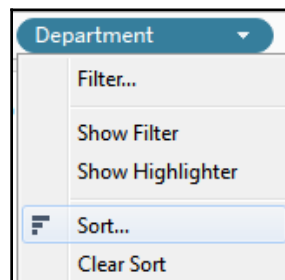 Department
Filter...
Show Filter
Show Highlighter
Sort...
Clear Sort